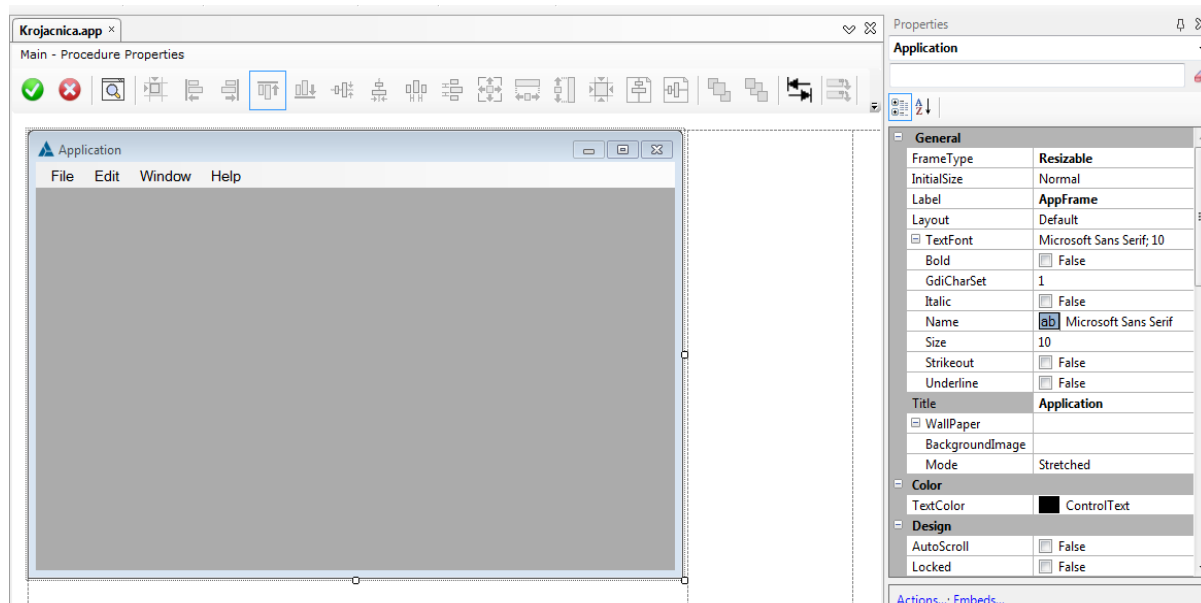 Krojacnica.app ×
Main - Procedure Properties
Application
File Edit Window Help
Properties
Application
General
FrameType Resizable
InitialSize Normal
Label AppFrame
Layout Default
TextFont Microsoft Sans Serif; 10
Bold False
GdiCharSet 1
Italic False
Name ab Microsoft Sans Serif
Size 10
Strikeout False
Underline False
Title Application
WallPaper
BackgroundImage
Mode Stretched
Color
TextColor ControlText
Design
AutoScroll False
Locked False
Actions...; Embeds...